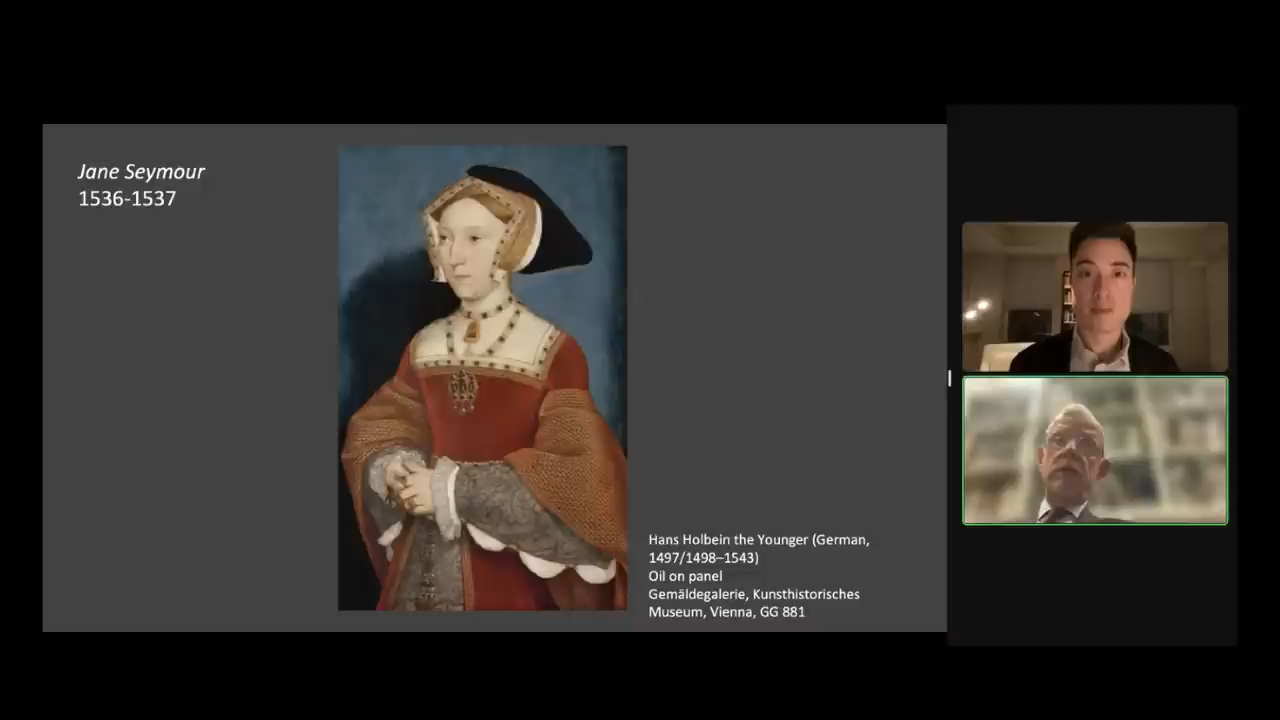 Jane Seymour
1536-1537
Hans Holbein the Younger (German,
1497/1498–1543)
Oil on panel
Gemäldegalerie, Kunsthistorisches
Museum, Vienna, GG 881